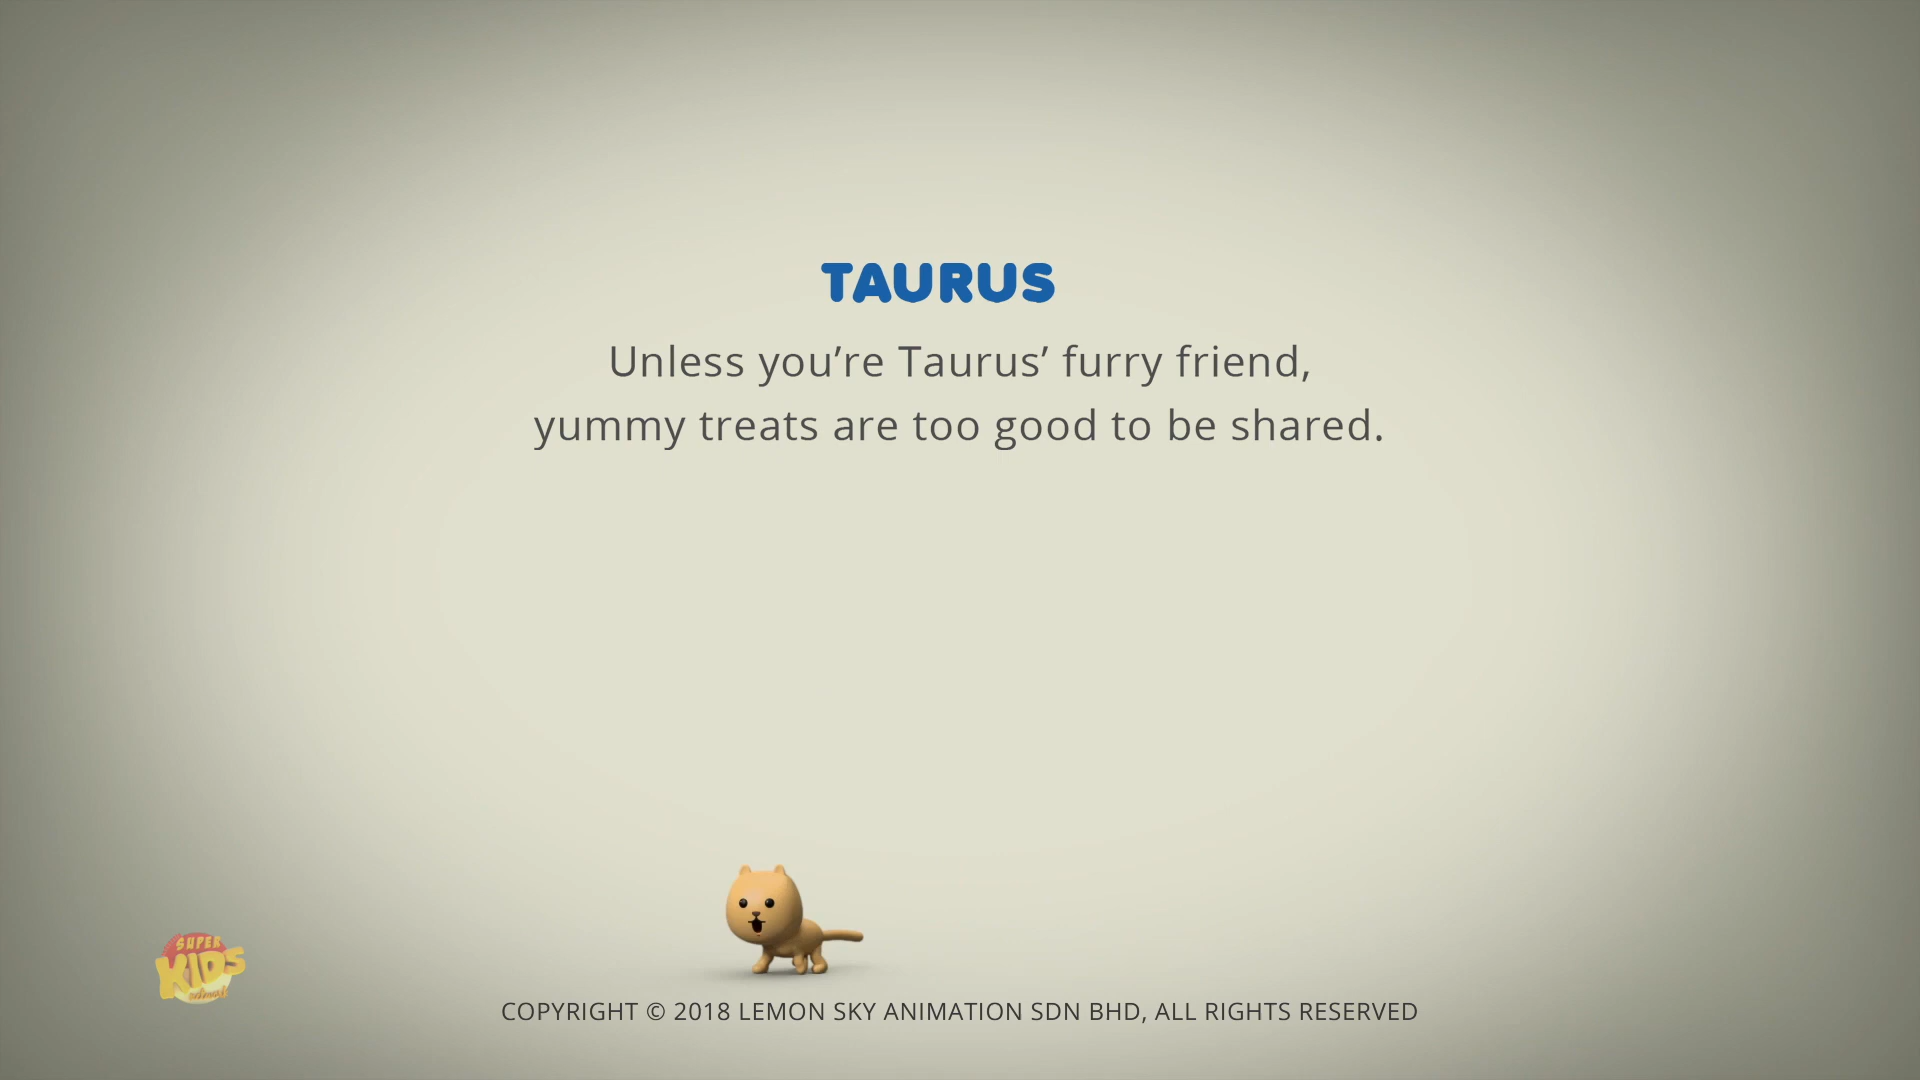 TAURUS
Unless you’re Taurus’ furry friend,
yummy treats are too good to be shared.
SUPER
KIDS
COPYRIGHT © 2018 LEMON SKY ANIMATION SDN BHD, ALL RIGHTS RESERVED